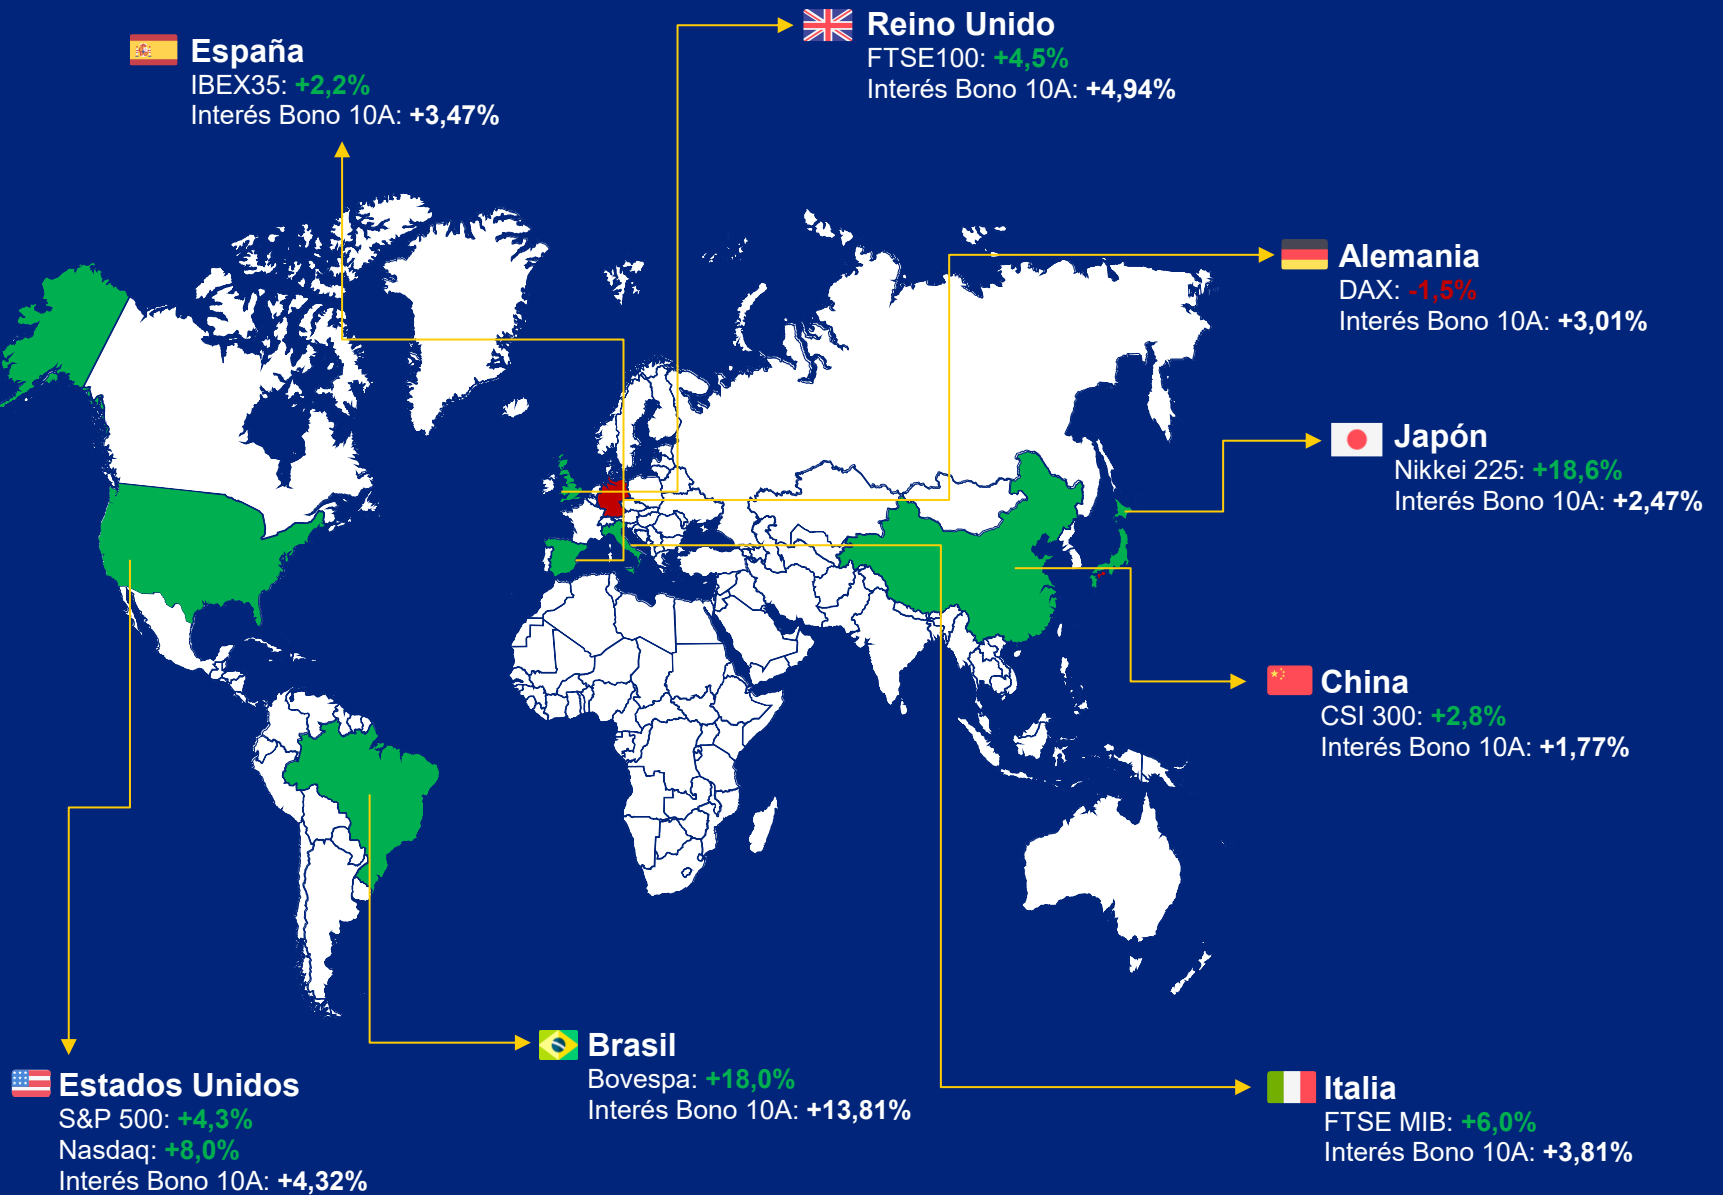 Reino Unido
FTSE100: +4,5%
Interés Bono 10A: +4,94%
España
IBEX35: +2,2%
Interés Bono 10A: +3,47%
Alemania
DAX: -1,5%
Interés Bono 10A: +3,01%
Japón
Nikkei 225: +18,6%
Interés Bono 10A: +2,47%
China
CSI 300: +2,8%
Interés Bono 10A: +1,77%
Brasil
Bovespa: +18,0%
Interés Bono 10A: +13,81%
Estados Unidos
S&P 500: +4,3%
Nasdaq: +8,0%
Interés Bono 10A: +4,32%
Italia
FTSE MIB: +6,0%
Interés Bono 10A: +3,81%